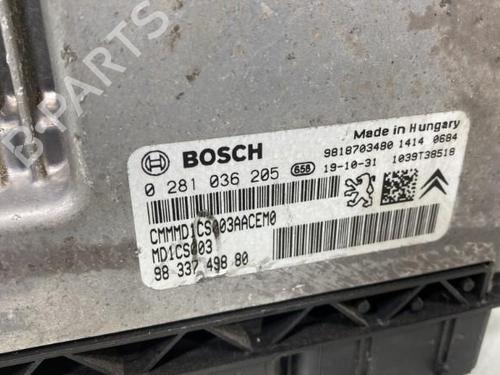 B-PARTS
Made in Hungary
BOSCH
9818703480 1414 0684
0 281 036 205 658 19-10-31 1039T38518
CMMMD1CS003AACEM0
MD1CS003
98 337 498 80